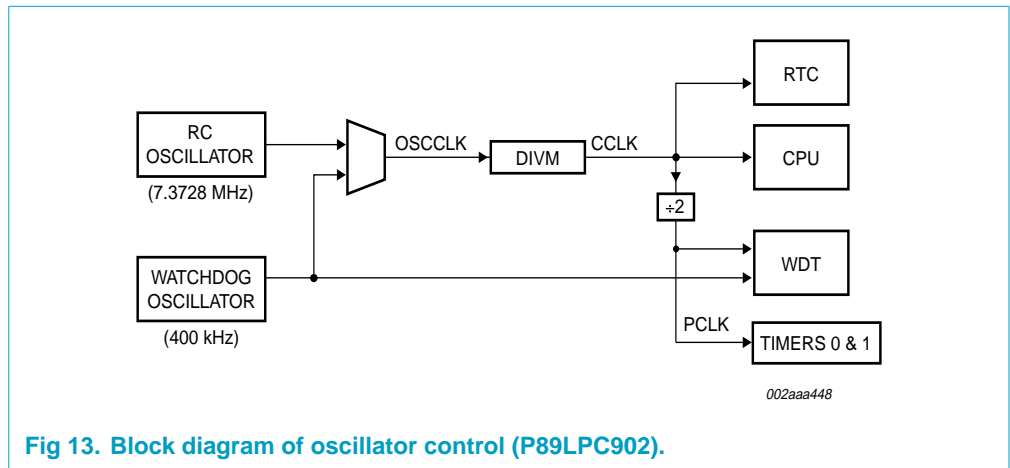 RTC
RC
OSCILLATOR
(7.3728 MHz)
OSCCLK
DIVM
CCLK
CPU
÷2
WATCHDOG
OSCILLATOR
(400 kHz)
WDT
PCLK
TIMERS 0 & 1
002aaa448
Fig 13. Block diagram of oscillator control (P89LPC902).